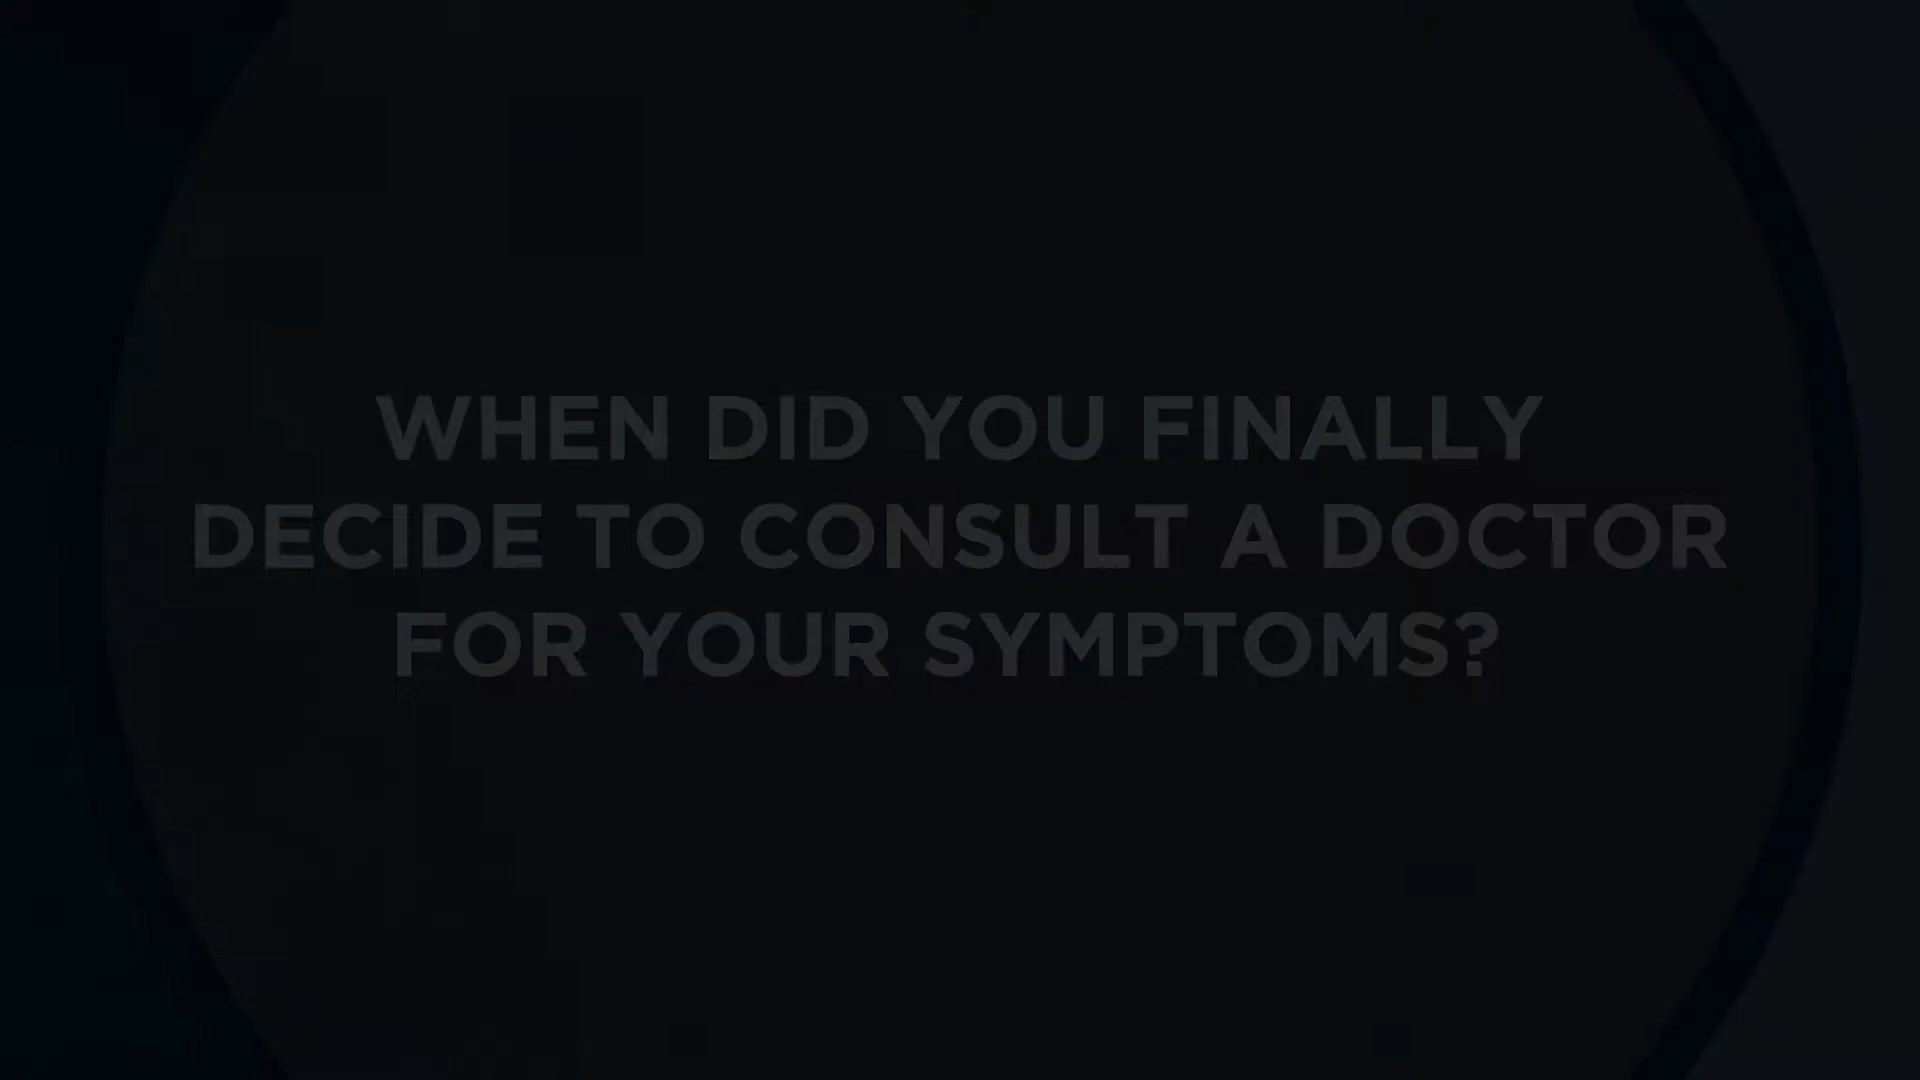 WHEN DID YOU FINALLY
DECIDE TO CONSULT A DOCTOR
FOR YOUR SYMPTOMS?